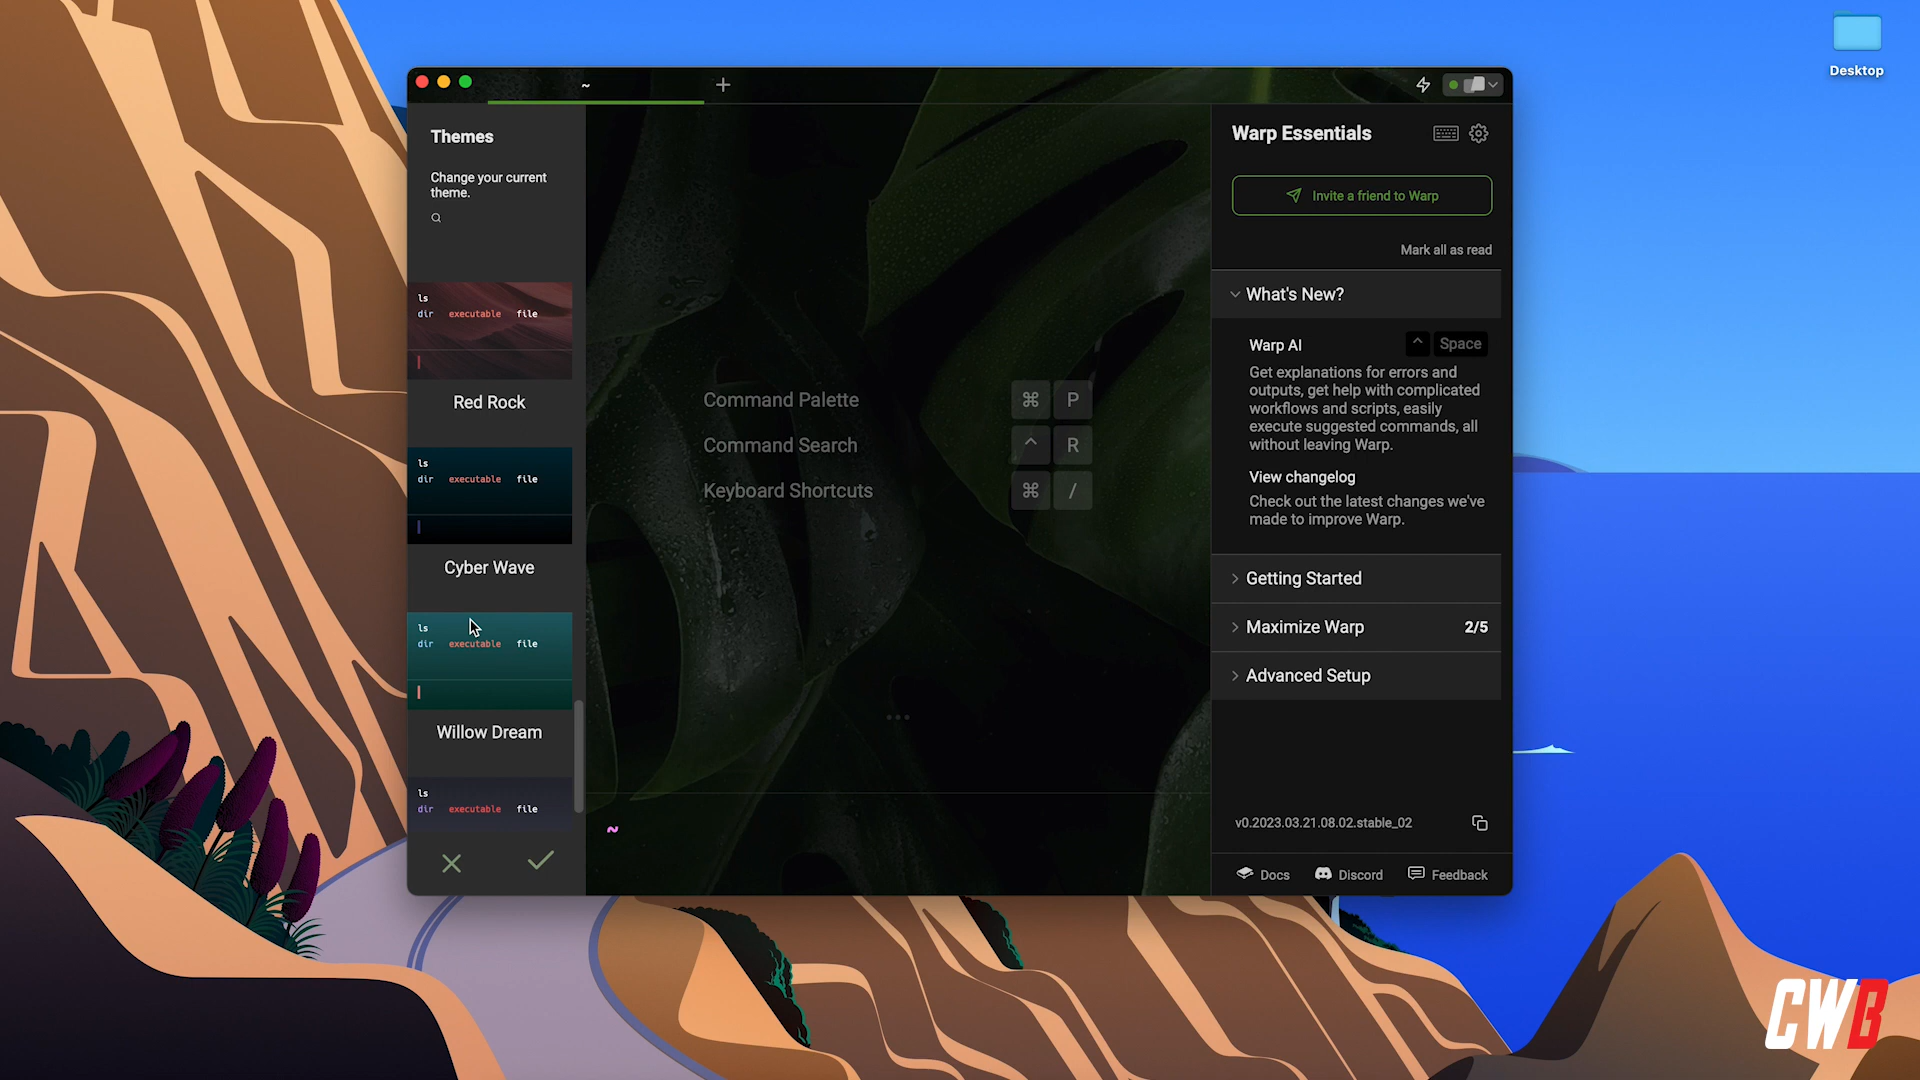 Desktop
~
Themes
Change your current
theme.
ls
dir executable file
Red Rock
ls
dir executable file
Cyber Wave
ls
dir executable file
Willow Dream
ls
dir executable file
Command Palette ⌘ P
Command Search ^ R
Keyboard Shortcuts ⌘ /
~
Warp Essentials
Invite a friend to Warp
Mark all as read
What's New?
Warp AI ^ Space
Get explanations for errors and
outputs, get help with complicated
workflows and scripts, easily
execute suggested commands, all
without leaving Warp.
View changelog
Check out the latest changes we've
made to improve Warp.
Getting Started
Maximize Warp 2/5
Advanced Setup
v0.2023.03.21.08.02.stable_02
Docs Discord Feedback
CWB